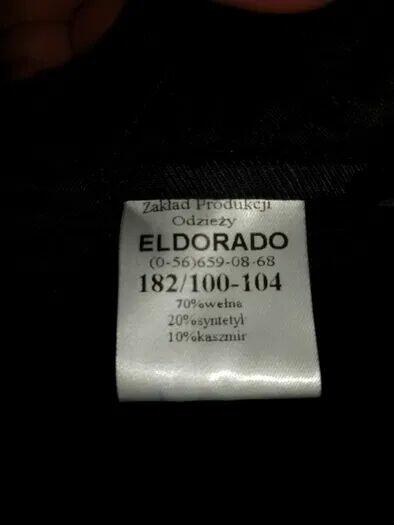 Zakład Produkcji
Odzieży
ELDORADO
(0-56)659-08-68
182/100-104
70%wełna
20%syntetyl
10%kaszmir